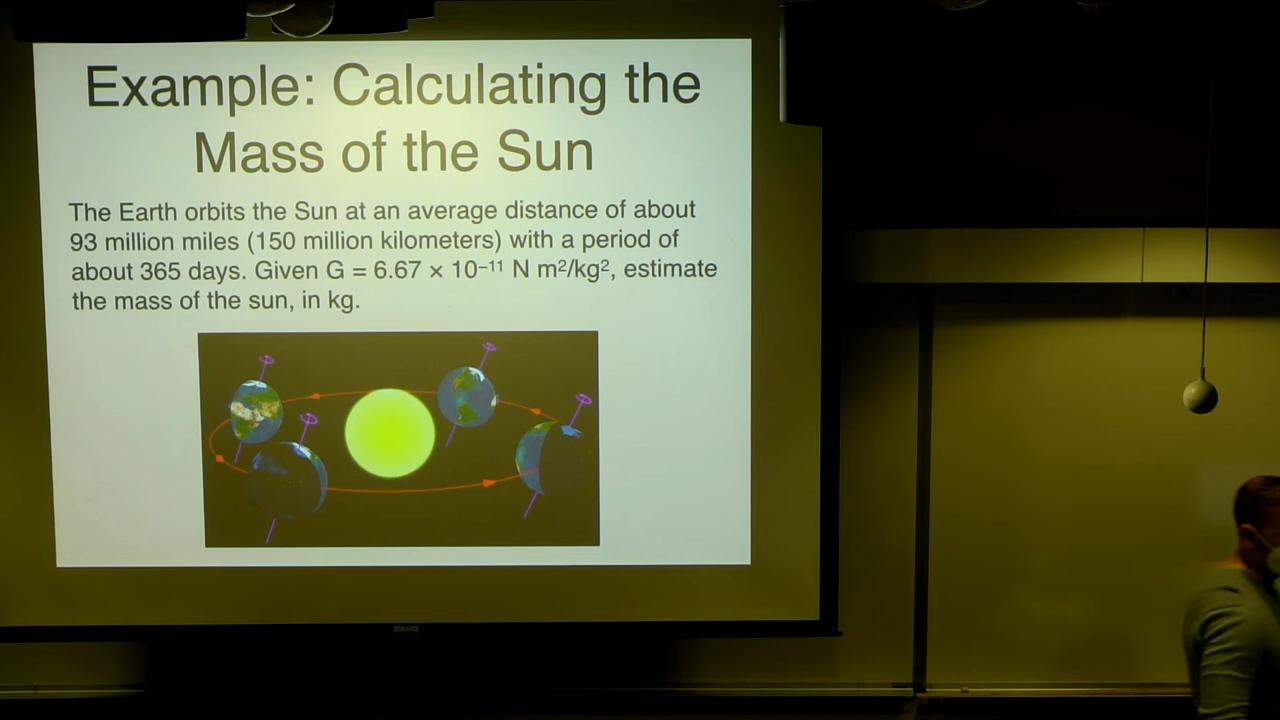 Example: Calculating the
Mass of the Sun
The Earth orbits the Sun at an average distance of about
93 million miles (150 million kilometers) with a period of
about 365 days. Given G = 6.67 × 10⁻¹¹ N m²/kg², estimate
the mass of the sun, in kg.